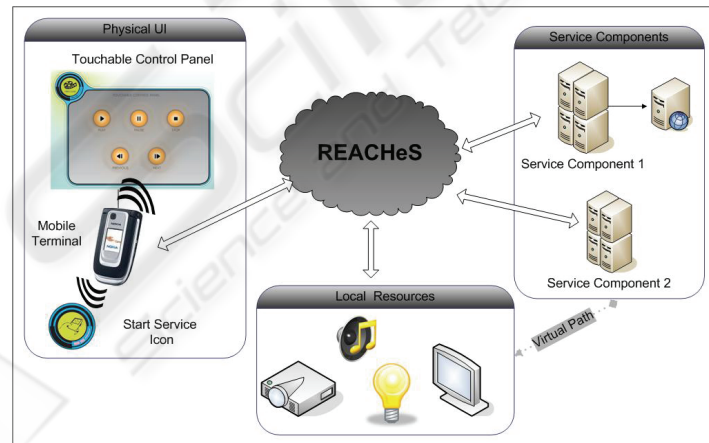 Physical UI
Touchable Control Panel
Mobile
Terminal
Start Service
Icon
REACHeS
Service Components
Service Component 1
Service Component 2
Local Resources
Virtual Path